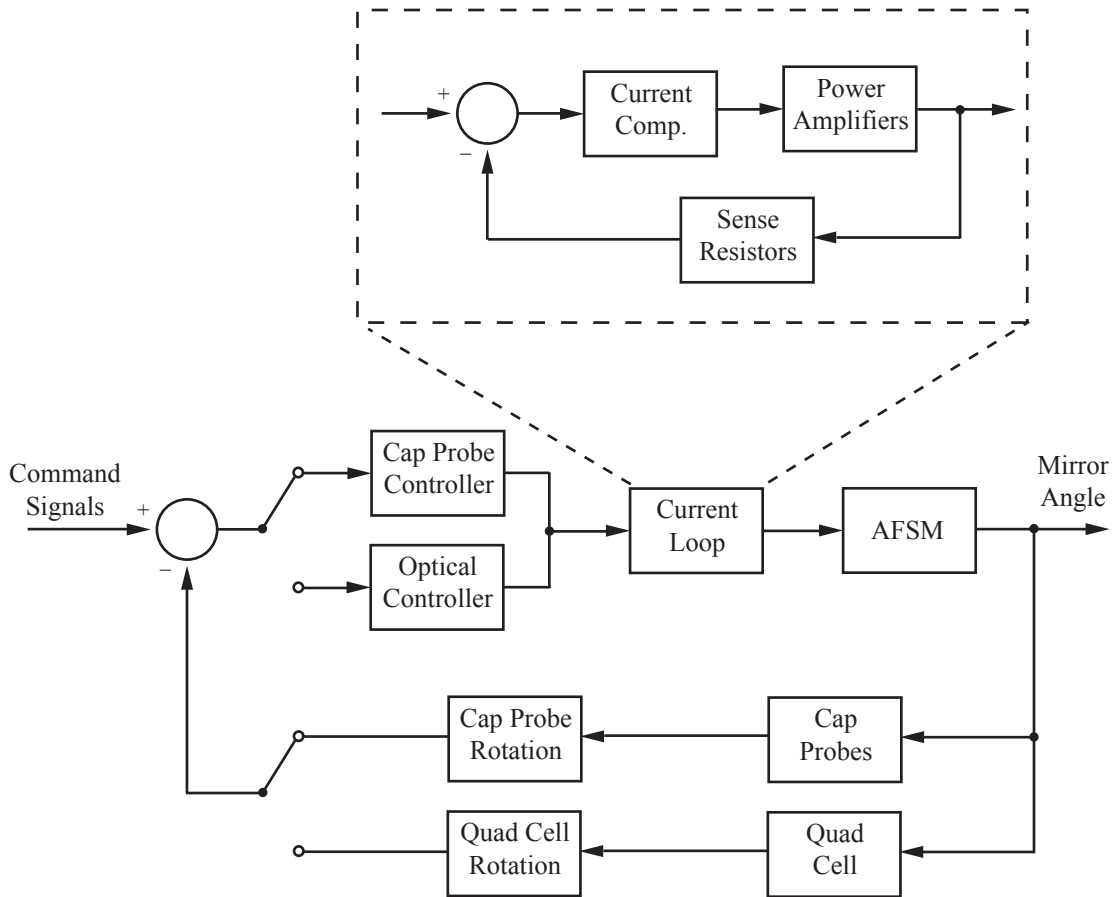 +
−
Current
Comp.
Power
Amplifiers
Sense
Resistors
Command
Signals
+
−
Cap Probe
Controller
Optical
Controller
Current
Loop
AFSM
Mirror
Angle
Cap Probe
Rotation
Cap
Probes
Quad Cell
Rotation
Quad
Cell